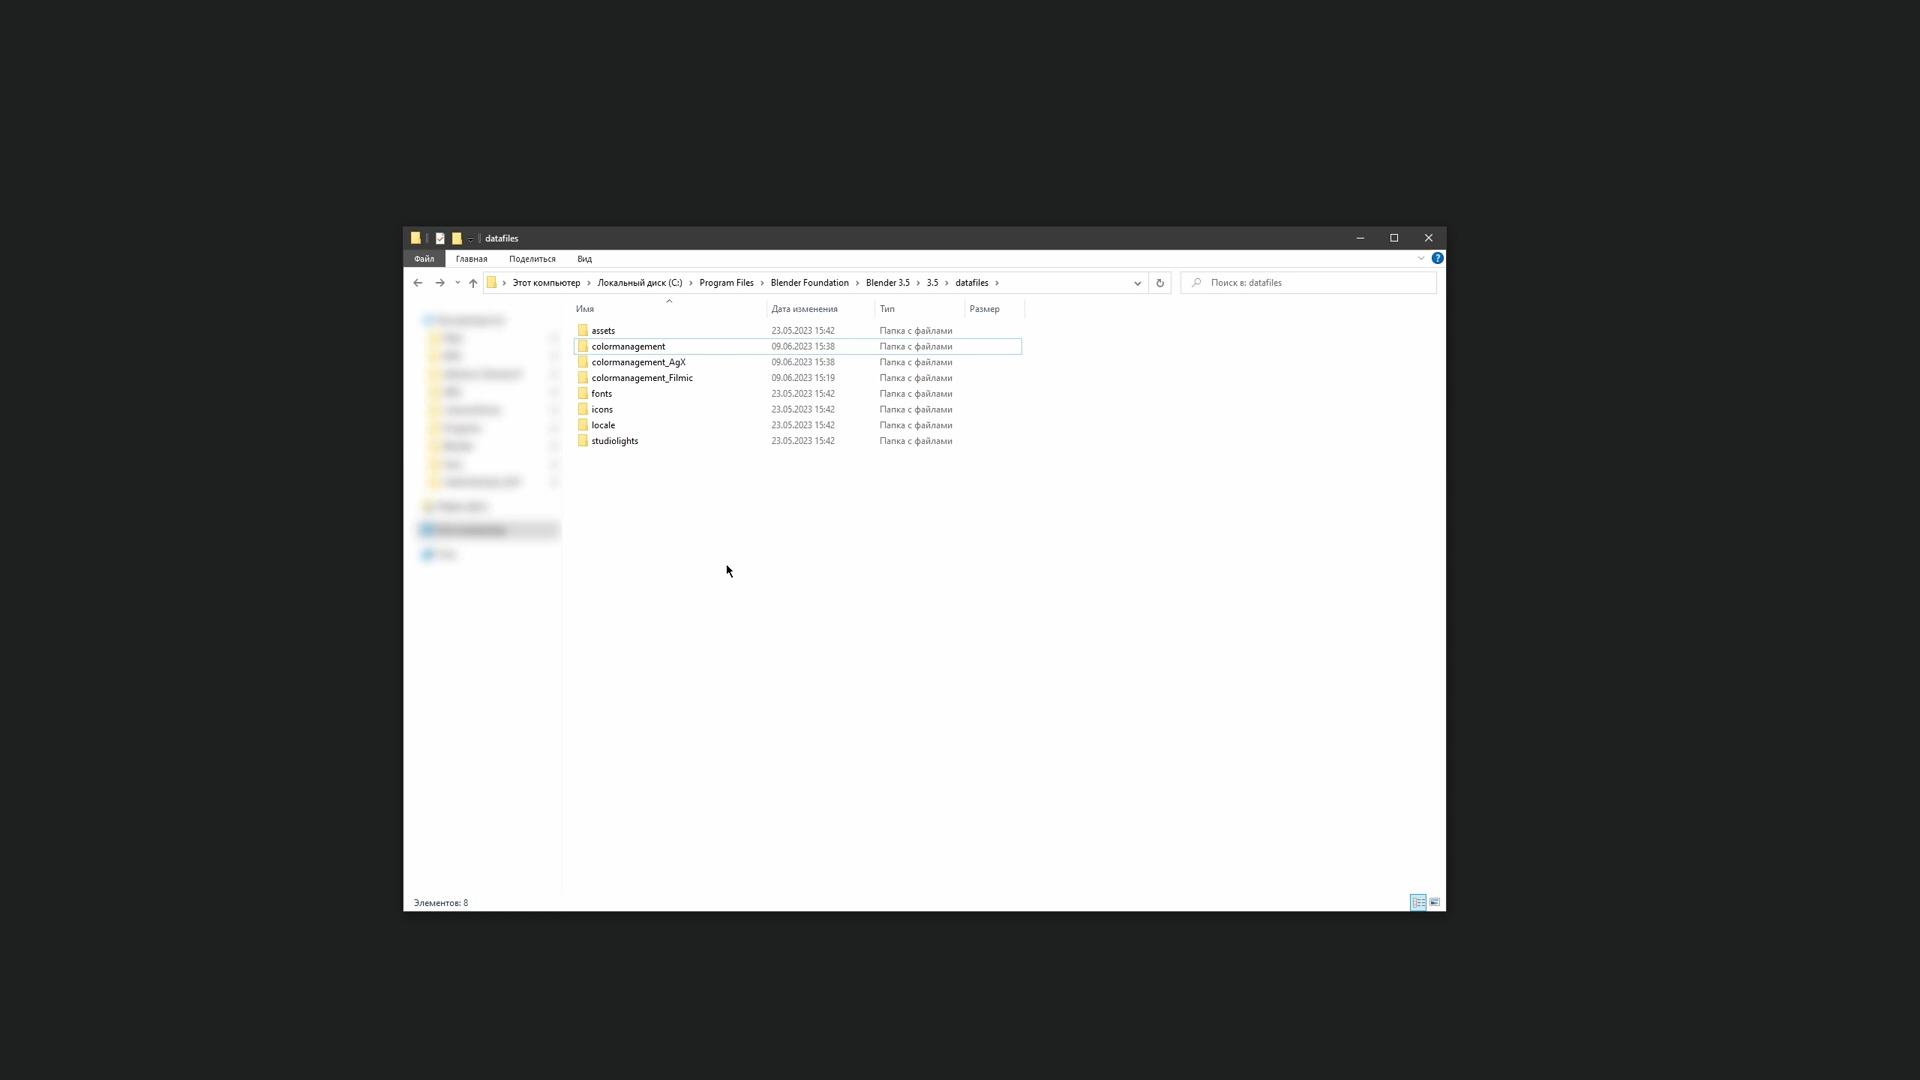 datafiles
Файл Главная Поделиться Вид
Этот компьютер Локальный диск (C:) Program Files Blender Foundation Blender 3.5 3.5 datafiles Поиск в: datafiles
Имя Дата изменения Тип Размер
assets 23.05.2023 15:42 Папка с файлами
colormanagement 09.06.2023 15:38 Папка с файлами
colormanagement_AgX 09.06.2023 15:38 Папка с файлами
colormanagement_Filmic 09.06.2023 15:19 Папка с файлами
fonts 23.05.2023 15:42 Папка с файлами
icons 23.05.2023 15:42 Папка с файлами
locale 23.05.2023 15:42 Папка с файлами
studiolights 23.05.2023 15:42 Папка с файлами
Элементов: 8